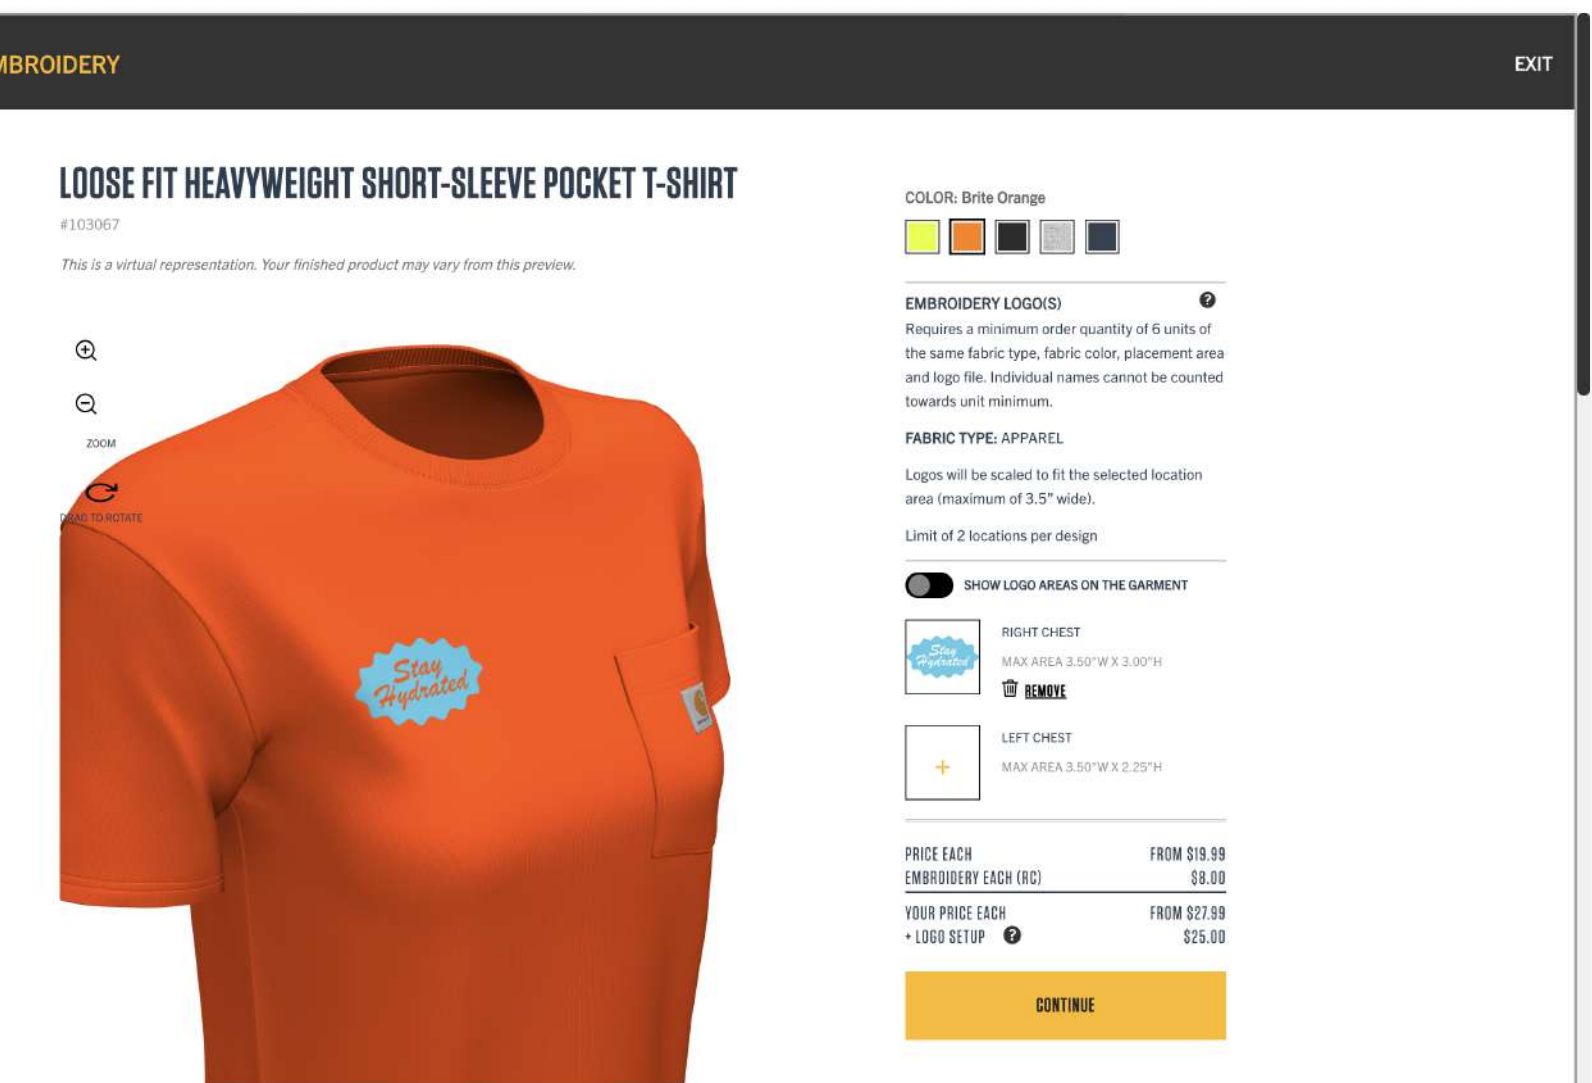 MBROIDERY
EXIT
LOOSE FIT HEAVYWEIGHT SHORT-SLEEVE POCKET T-SHIRT
#103067
This is a virtual representation. Your finished product may vary from this preview.
ZOOM
DRAG TO ROTATE
Stay
Hydrated
COLOR: Brite Orange
EMBROIDERY LOGO(S)
Requires a minimum order quantity of 6 units of
the same fabric type, fabric color, placement area
and logo file. Individual names cannot be counted
towards unit minimum.
FABRIC TYPE: APPAREL
Logos will be scaled to fit the selected location
area (maximum of 3.5" wide).
Limit of 2 locations per design
SHOW LOGO AREAS ON THE GARMENT
Stay
Hydrated
RIGHT CHEST
MAX AREA 3.50"W X 3.00"H
REMOVE
+
LEFT CHEST
MAX AREA 3.50"W X 2.25"H
PRICE EACH FROM $19.99
EMBROIDERY EACH (RC) $8.00
YOUR PRICE EACH FROM $27.99
+ LOGO SETUP ? $25.00
CONTINUE